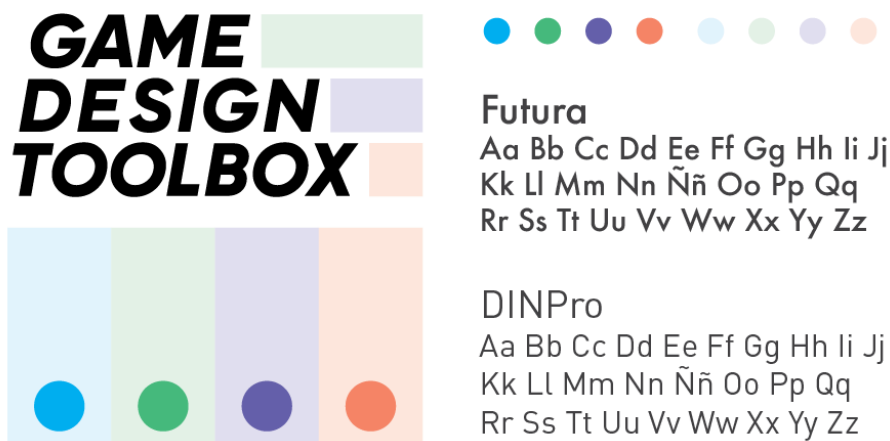 GAME
DESIGN
TOOLBOX
Futura
Aa Bb Cc Dd Ee Ff Gg Hh Ii Jj
Kk Ll Mm Nn Ññ Oo Pp Qq
Rr Ss Tt Uu Vv Ww Xx Yy Zz
DINPro
Aa Bb Cc Dd Ee Ff Gg Hh Ii Jj
Kk Ll Mm Nn Ññ Oo Pp Qq
Rr Ss Tt Uu Vv Ww Xx Yy Zz